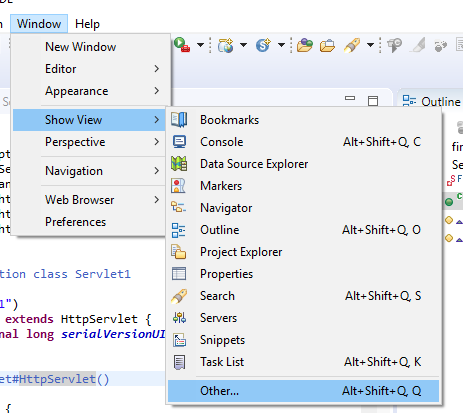 Window Help
New Window
Editor
Appearance
Show View
Perspective
Navigation
Web Browser
Preferences
Bookmarks
Console Alt+Shift+Q, C
Data Source Explorer
Markers
Navigator
Outline Alt+Shift+Q, O
Project Explorer
Properties
Search Alt+Shift+Q, S
Servers
Snippets
Task List Alt+Shift+Q, K
Other... Alt+Shift+Q, Q
Outline
tion class Servlet1
1")
extends HttpServlet {
nal long serialVersionUI
et#HttpServlet()
{